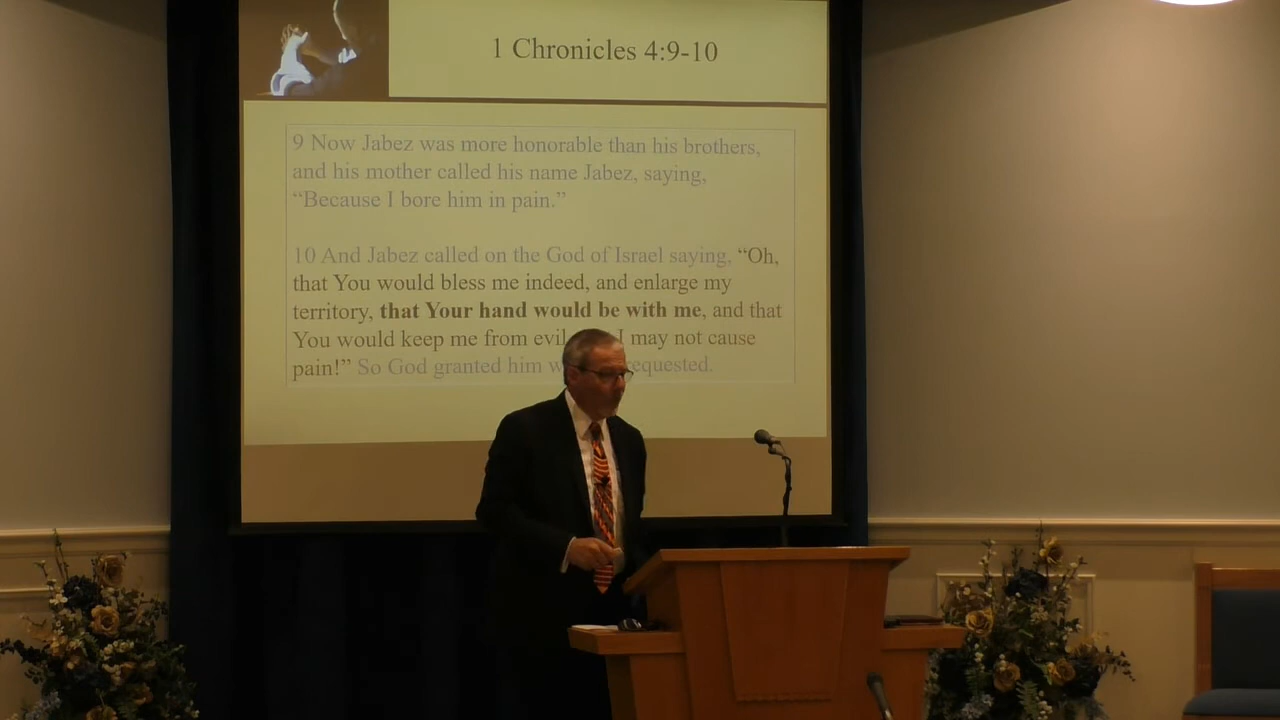 1 Chronicles 4:9-10
9 Now Jabez was more honorable than his brothers,
and his mother called his name Jabez, saying,
“Because I bore him in pain.”
10 And Jabez called on the God of Israel saying, “Oh,
that You would bless me indeed, and enlarge my
territory, that Your hand would be with me, and that
You would keep me from evil I may not cause
pain!” So God granted him requested.